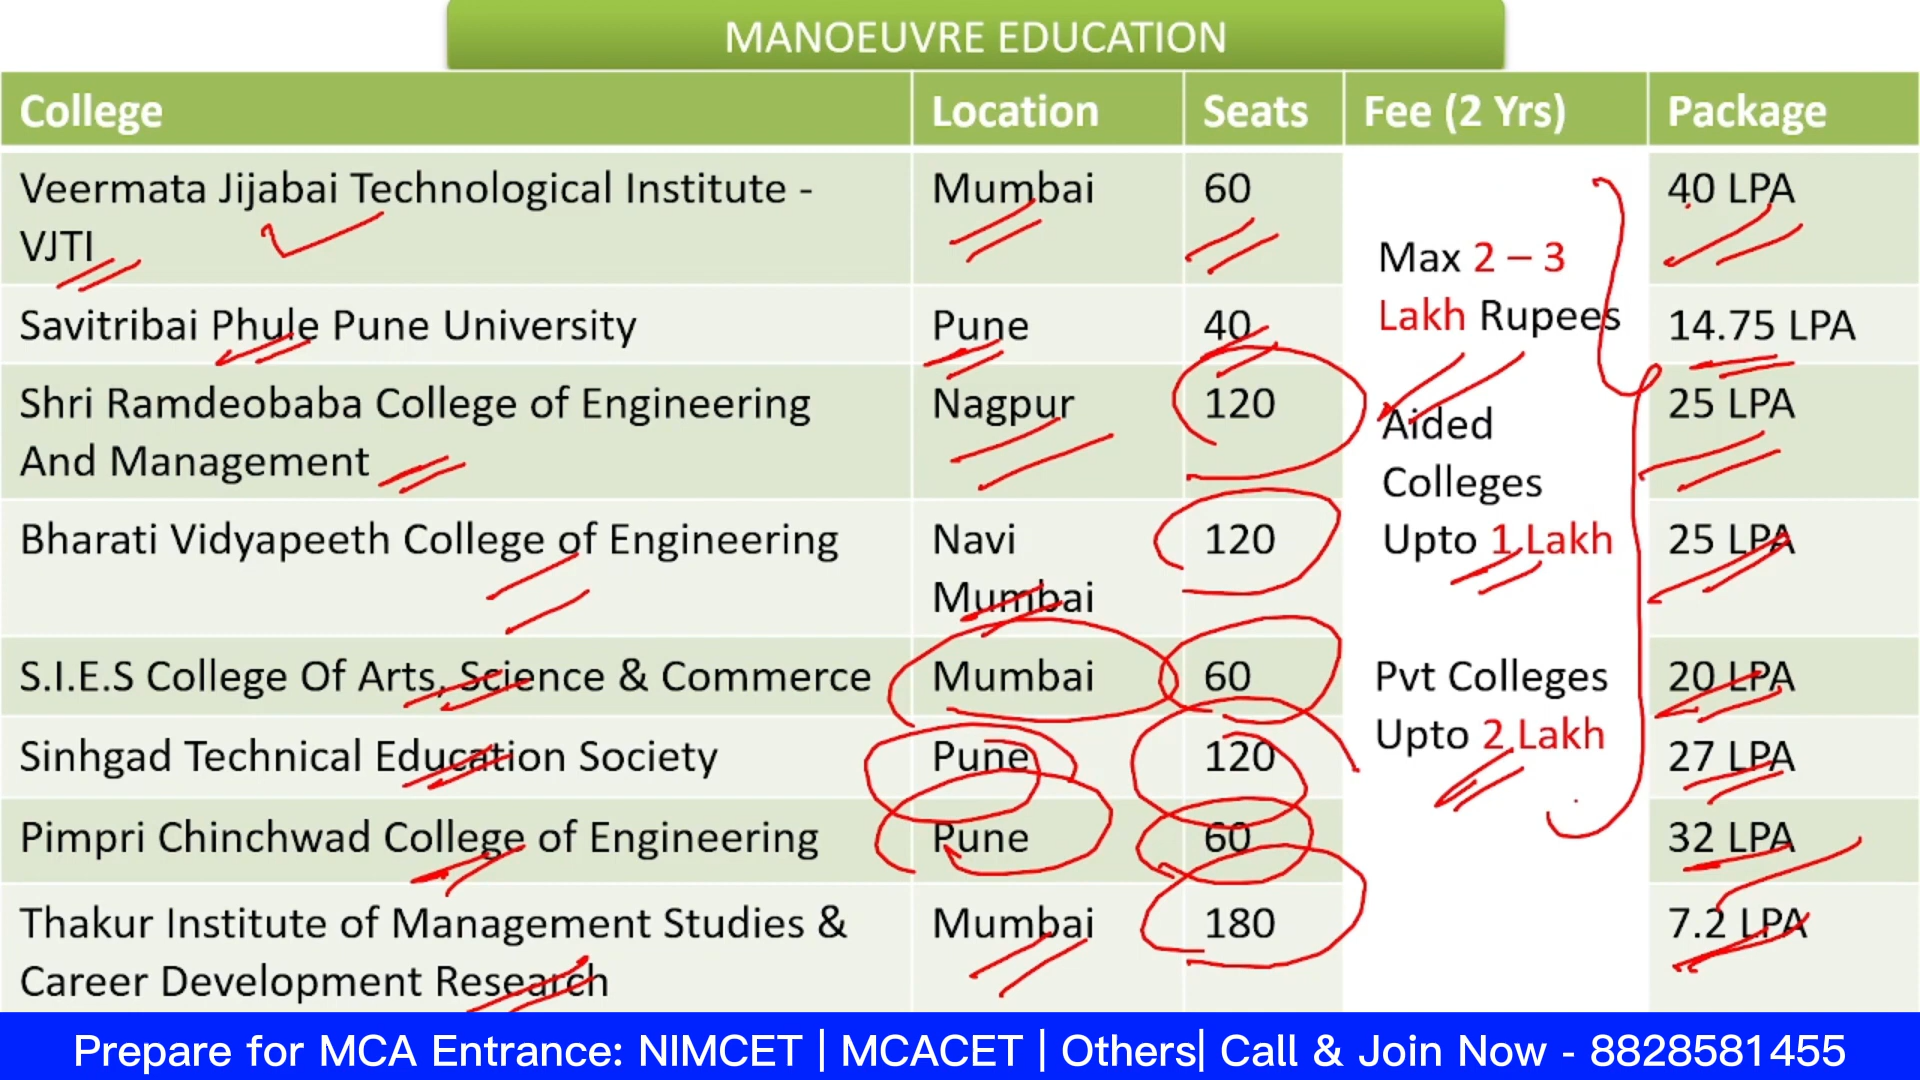 MANOEUVRE EDUCATION
College Location Seats Fee (2 Yrs) Package
Veermata Jijabai Technological Institute - Mumbai 60 40 LPA
VJTI
Max 2 – 3
Lakh Rupees
Savitribai Phule Pune University Pune 40 14.75 LPA
Shri Ramdeobaba College of Engineering Nagpur 120 25 LPA
And Management
Aided
Colleges
Upto 1 Lakh
Bharati Vidyapeeth College of Engineering Navi 120 25 LPA
Mumbai
S.I.E.S College Of Arts, Science & Commerce Mumbai 60 20 LPA
Pvt Colleges
Upto 2 Lakh
Sinhgad Technical Education Society Pune 120 27 LPA
Pimpri Chinchwad College of Engineering Pune 60 32 LPA
Thakur Institute of Management Studies & Mumbai 180 7.2 LPA
Career Development Research
Prepare for MCA Entrance: NIMCET | MCACET | Others| Call & Join Now - 8828581455